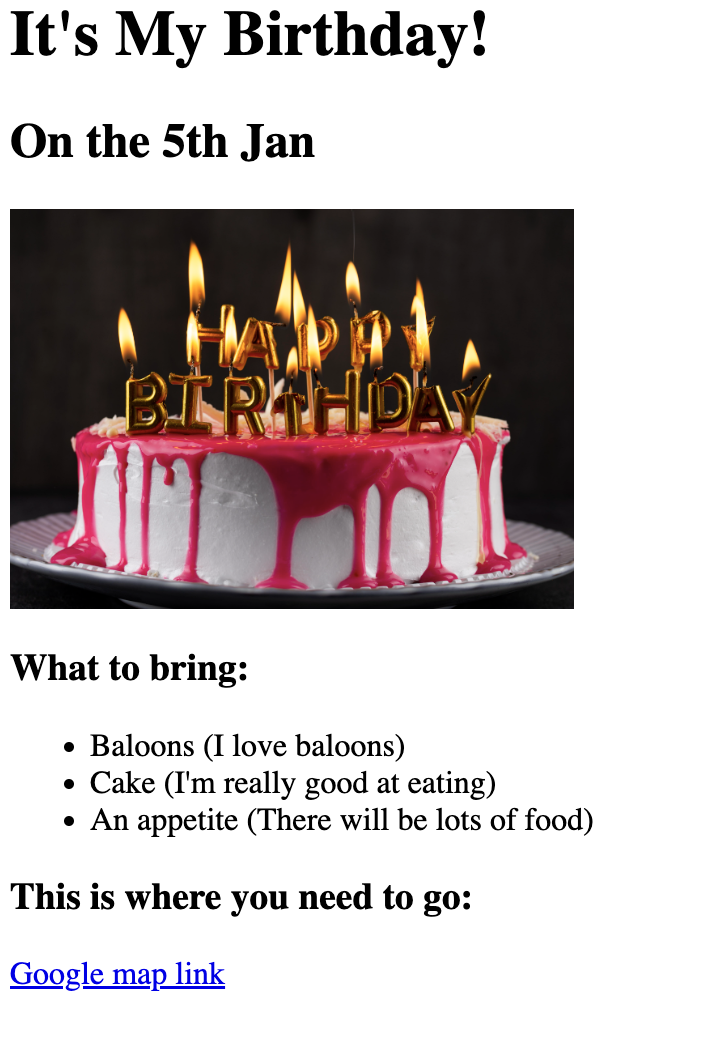 It's My Birthday!
On the 5th Jan
HAPPY
BIRTHDAY
What to bring:
Baloons (I love baloons)
Cake (I'm really good at eating)
An appetite (There will be lots of food)
This is where you need to go:
Google map link